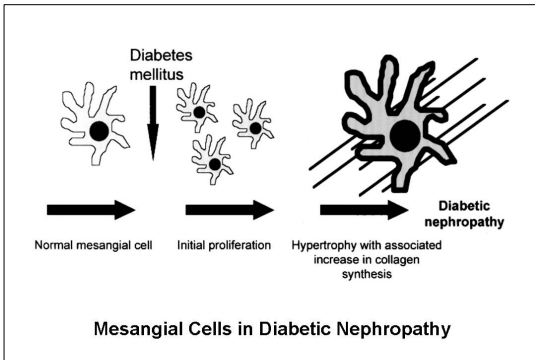 Diabetes
mellitus
Diabetic
nephropathy
Normal mesangial cell
Initial proliferation
Hypertrophy with associated
increase in collagen
synthesis
Mesangial Cells in Diabetic Nephropathy